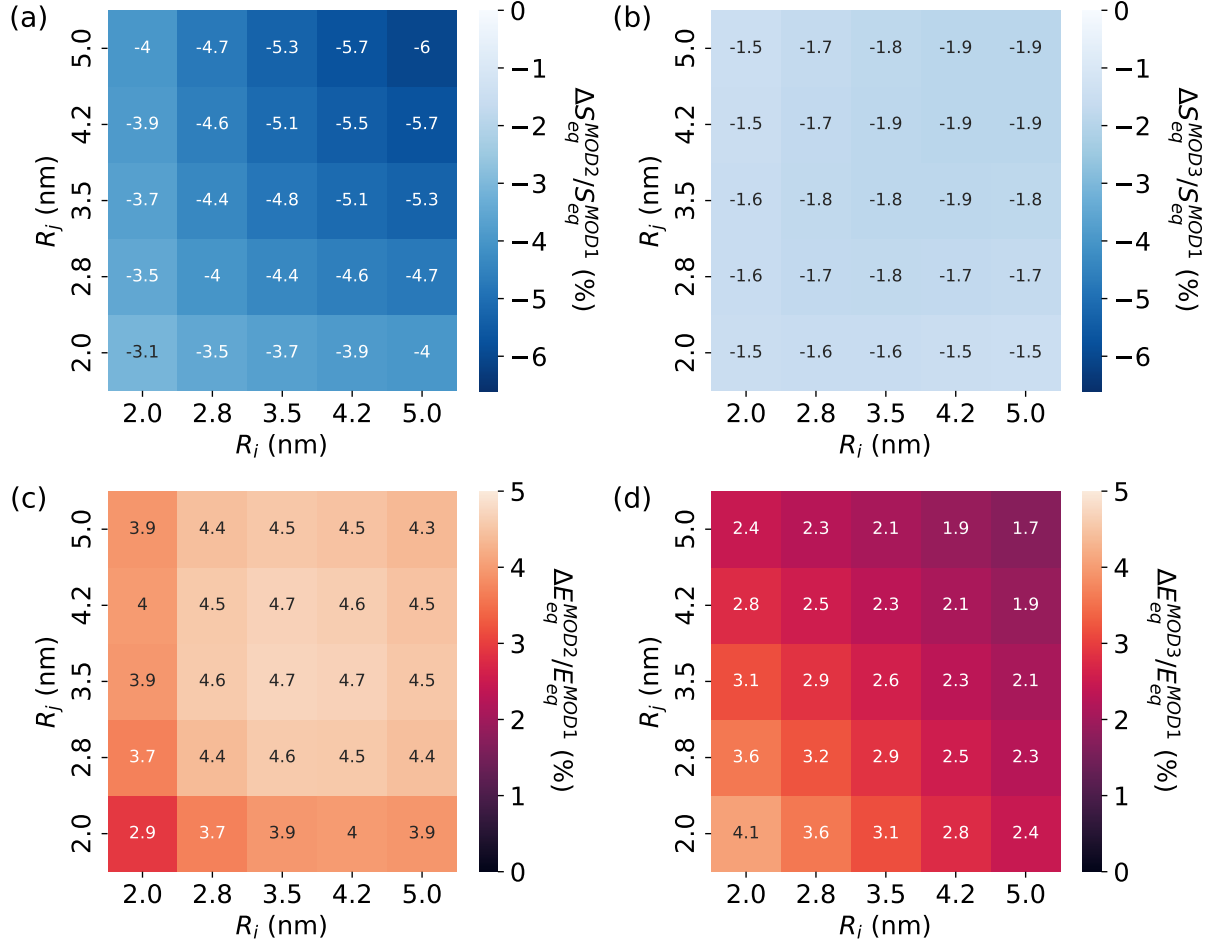 (a)
5.0 -4 -4.7 -5.3 -5.7 -6
4.2 -3.9 -4.6 -5.1 -5.5 -5.7
3.5 -3.7 -4.4 -4.8 -5.1 -5.3
2.8 -3.5 -4 -4.4 -4.6 -4.7
2.0 -3.1 -3.5 -3.7 -3.9 -4
2.0 2.8 3.5 4.2 5.0
R_i (nm)
R_j (nm)
0
−1
−2
−3
−4
−5
−6
ΔS_eq^MOD2/S_eq^MOD1 (%)
(b)
5.0 -1.5 -1.7 -1.8 -1.9 -1.9
4.2 -1.5 -1.7 -1.9 -1.9 -1.9
3.5 -1.6 -1.8 -1.8 -1.9 -1.8
2.8 -1.6 -1.7 -1.8 -1.7 -1.7
2.0 -1.5 -1.6 -1.6 -1.5 -1.5
2.0 2.8 3.5 4.2 5.0
R_i (nm)
R_j (nm)
0
−1
−2
−3
−4
−5
−6
ΔS_eq^MOD3/S_eq^MOD1 (%)
(c)
5.0 3.9 4.4 4.5 4.5 4.3
4.2 4 4.5 4.7 4.6 4.5
3.5 3.9 4.6 4.7 4.7 4.5
2.8 3.7 4.4 4.6 4.5 4.4
2.0 2.9 3.7 3.9 4 3.9
2.0 2.8 3.5 4.2 5.0
R_i (nm)
R_j (nm)
5
4
3
2
1
0
ΔE_eq^MOD2/E_eq^MOD1 (%)
(d)
5.0 2.4 2.3 2.1 1.9 1.7
4.2 2.8 2.5 2.3 2.1 1.9
3.5 3.1 2.9 2.6 2.3 2.1
2.8 3.6 3.2 2.9 2.5 2.3
2.0 4.1 3.6 3.1 2.8 2.4
2.0 2.8 3.5 4.2 5.0
R_i (nm)
R_j (nm)
5
4
3
2
1
0
ΔE_eq^MOD3/E_eq^MOD1 (%)